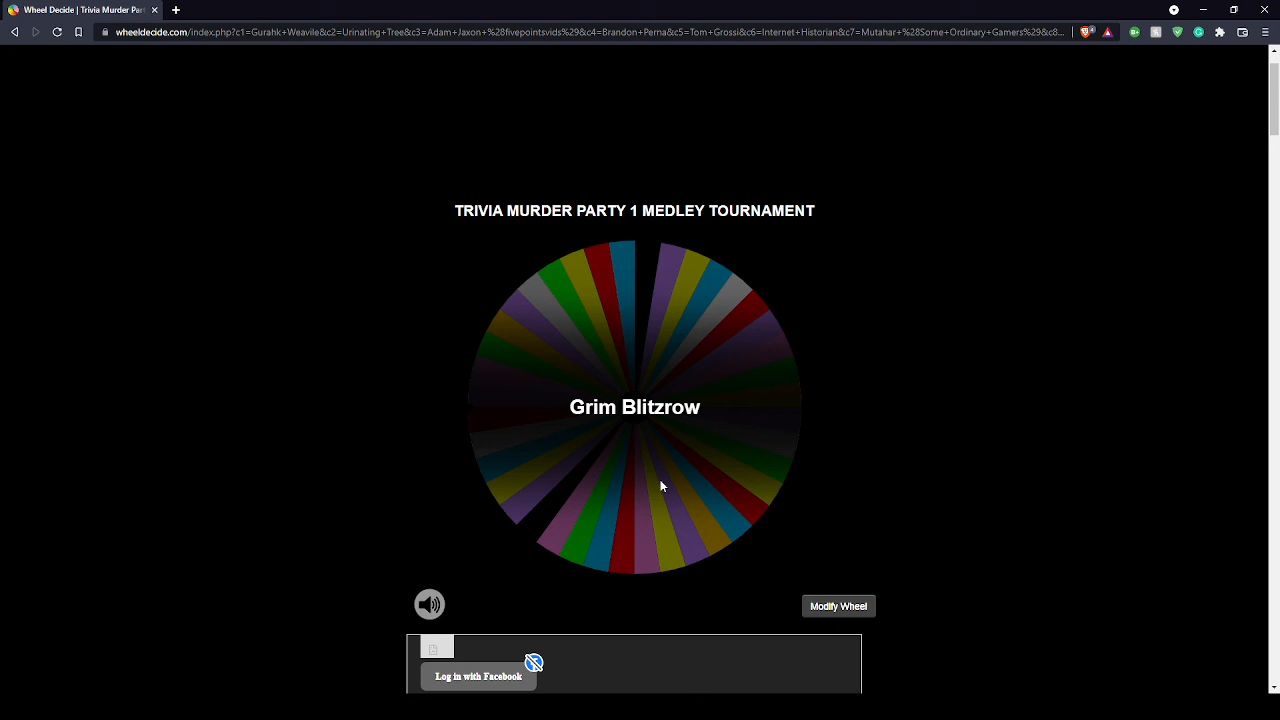 Wheel Decide | Trivia Murder Part
wheeldecide.com/index.php?c1=Gurahk+Weavile&c2=Urinating+Tree&c3=Adam+Jaxon+%28fivepointsvids%29&c4=Brandon+Perna&c5=Tom+Grossi&c6=Internet+Historian&c7=Mutahar+%28Some+Ordinary+Gamers%29&c8...
TRIVIA MURDER PARTY 1 MEDLEY TOURNAMENT
Grim Blitzrow
Modify Wheel
Log in with Facebook